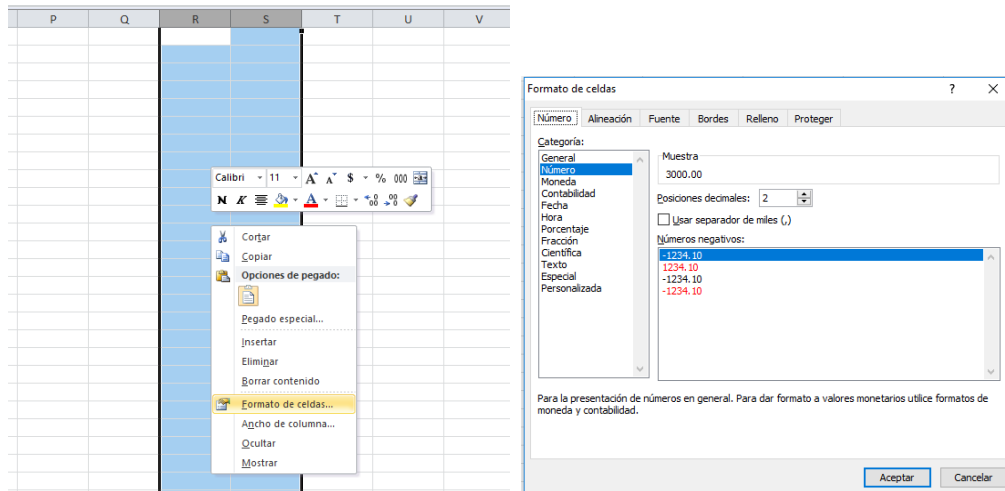 P Q R S T U V
Calibri 11 A A $ % 000
N K A
Cortar
Copiar
Opciones de pegado:
Pegado especial...
Insertar
Eliminar
Borrar contenido
Formato de celdas...
Ancho de columna...
Ocultar
Mostrar
Formato de celdas ? X
Número Alineación Fuente Bordes Relleno Proteger
Categoría:
General
Número
Moneda
Contabilidad
Fecha
Hora
Porcentaje
Fracción
Científica
Texto
Especial
Personalizada
Muestra
3000.00
Posiciones decimales: 2
Usar separador de miles (,)
Números negativos:
-1234.10
1234.10
-1234.10
-1234.10
Para la presentación de números en general. Para dar formato a valores monetarios utilice formatos de
moneda y contabilidad.
Aceptar Cancelar